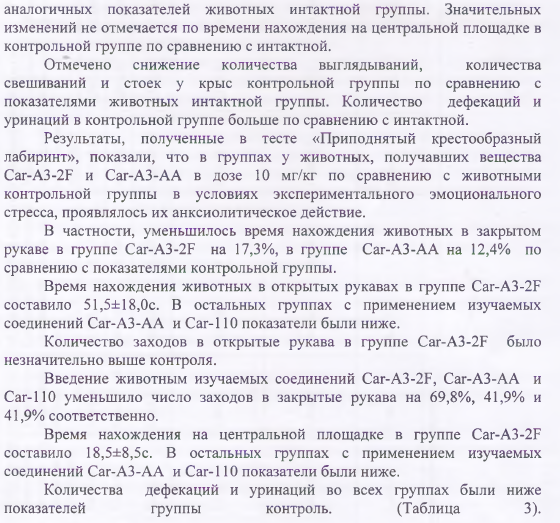 аналогичных показателей животных интактной группы. Значительных
изменений не отмечается по времени нахождения на центральной площадке в
контрольной группе по сравнению с интактной.
Отмечено снижение количества выглядываний, количества
свешиваний и стоек у крыс контрольной группы по сравнению с
показателями животных интактной группы. Количество дефекаций и
уринаций в контрольной группе больше по сравнению с интактной.
Результаты, полученные в тесте «Приподнятый крестообразный
лабиринт», показали, что в группах у животных, получавших вещества
Car-A3-2F и Car-A3-AA в дозе 10 мг/кг по сравнению с животными
контрольной группы в условиях экспериментального эмоционального
стресса, проявлялось их анксиолитическое действие.
В частности, уменьшилось время нахождения животных в закрытом
рукаве в группе Car-A3-2F на 17,3%, в группе Car-A3-AA на 12,4% по
сравнению с показателями контрольной группы.
Время нахождения животных в открытых рукавах в группе Car-A3-2F
составило 51,5±18,0с. В остальных группах с применением изучаемых
соединений Car-A3-AA и Car-110 показатели были ниже.
Количество заходов в открытые рукава в группе Car-A3-2F было
незначительно выше контроля.
Введение животным изучаемых соединений Car-A3-2F, Car-A3-AA и
Car-110 уменьшило число заходов в закрытые рукава на 69,8%, 41,9% и
41,9% соответственно.
Время нахождения на центральной площадке в группе Car-A3-2F
составило 18,5±8,5с. В остальных группах с применением изучаемых
соединений Car-A3-AA и Car-110 показатели были ниже.
Количества дефекаций и уринаций во всех группах были ниже
показателей группы контроль. (Таблица 3).